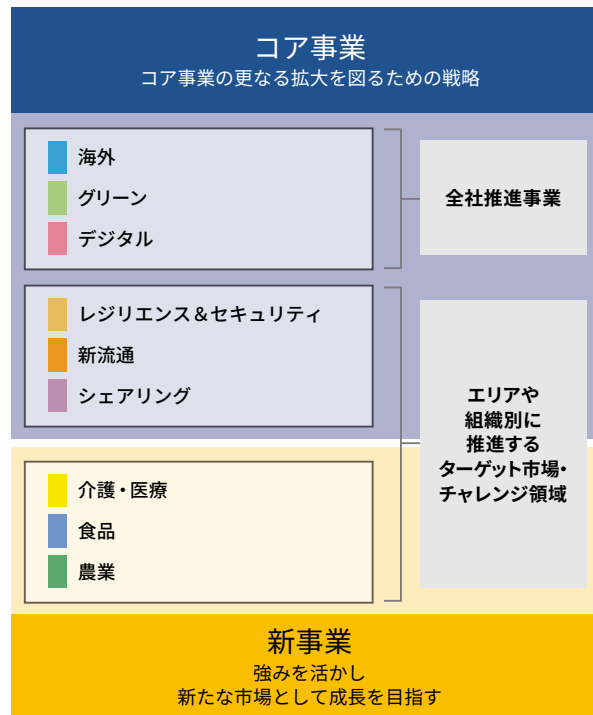 コア事業
コア事業の更なる拡大を図るための戦略
海外
グリーン
デジタル
全社推進事業
レジリエンス＆セキュリティ
新流通
シェアリング
エリアや
組織別に
推進する
ターゲット市場・
チャレンジ領域
介護・医療
食品
農業
新事業
強みを活かし
新たな市場として成長を目指す